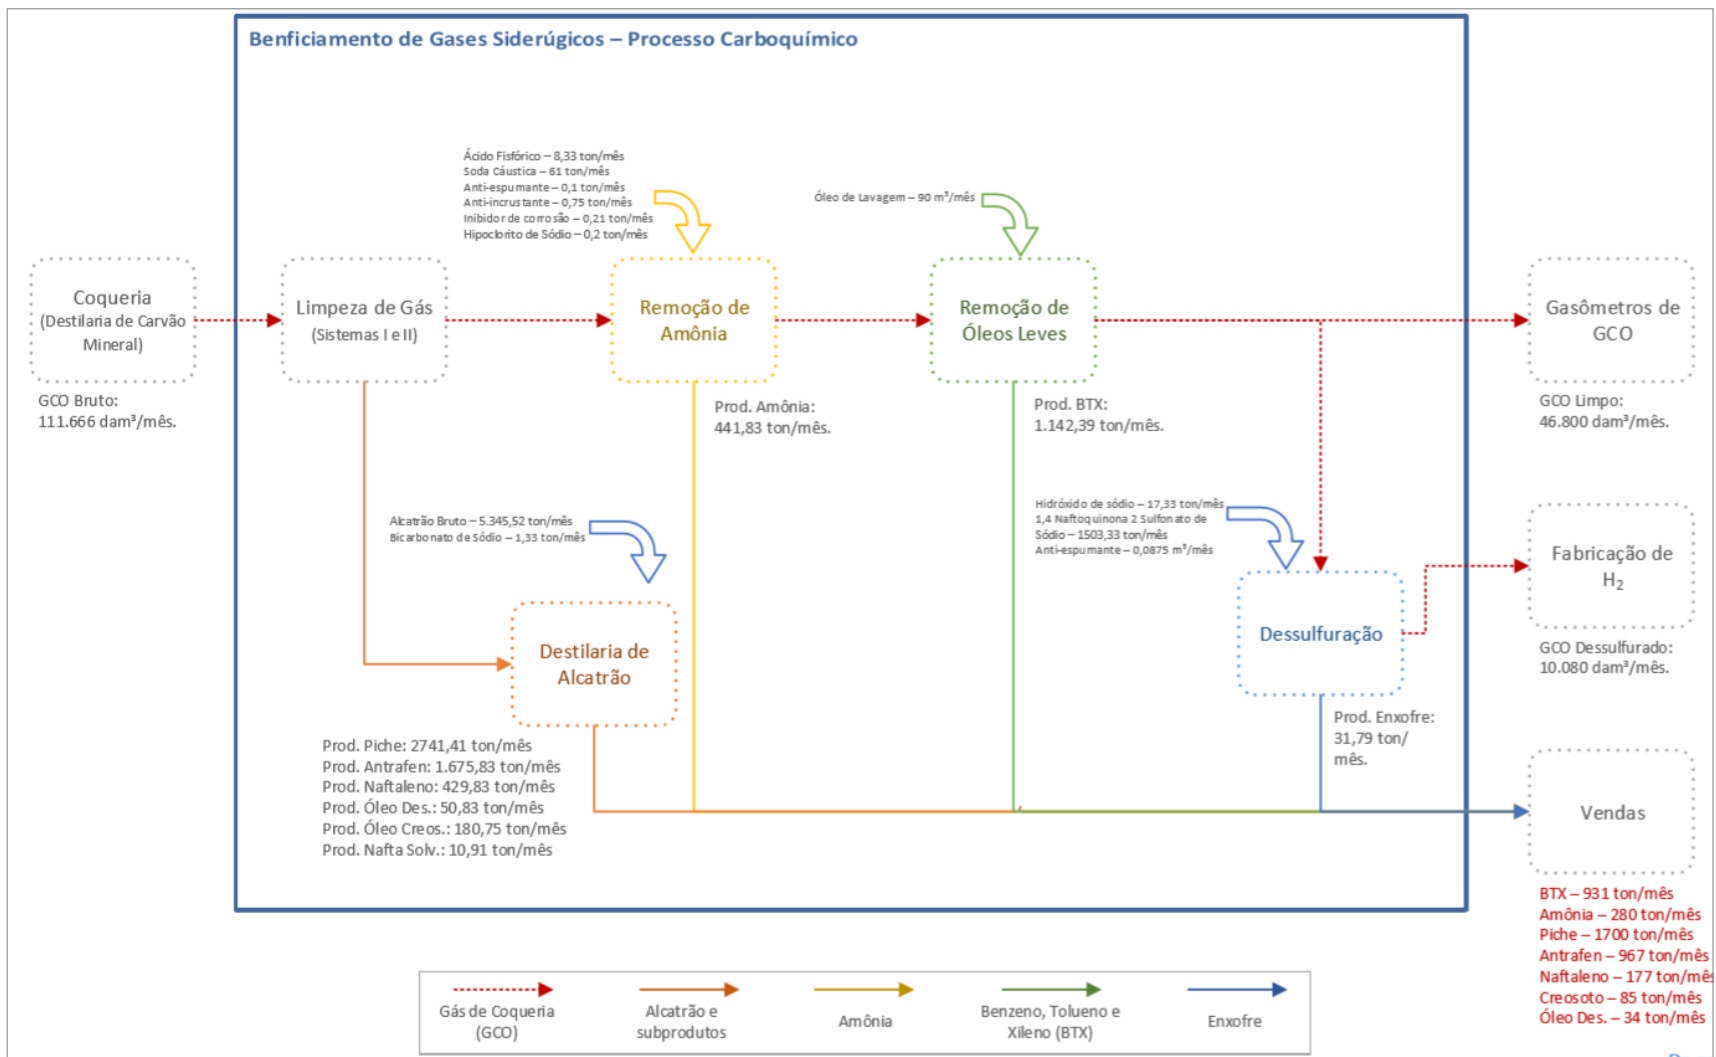 Benficiamento de Gases Siderúgicos – Processo Carboquímico
Ácido Fisfórico – 8,33 ton/mês
Soda Cáustica – 61 ton/mês
Anti-espumante – 0,1 ton/mês
Anti-incrustante – 0,75 ton/mês
Inibidor de corrosão – 0,21 ton/mês
Hipoclorito de Sódio – 0,2 ton/mês
Óleo de Lavagem – 90 m³/mês
Coqueria
(Destilaria de Carvão
Mineral)
Limpeza de Gás
(Sistemas I e II)
Remoção de
Amônia
Remoção de
Óleos Leves
Gasômetros de
GCO
GCO Bruto:
111.666 dam³/mês.
Prod. Amônia:
441,83 ton/mês.
Prod. BTX:
1.142,39 ton/mês.
GCO Limpo:
46.800 dam³/mês.
Alcatrão Bruto – 5.345,52 ton/mês
Bicarbonato de Sódio – 1,33 ton/mês
Hidróxido de sódio – 17,33 ton/mês
1,4 Naftoquinona 2 Sulfonato de
Sódio – 1503,33 ton/mês
Anti-espumante – 0,0875 m³/mês
Fabricação de
H₂
Dessulfuração
Destilaria de
Alcatrão
GCO Dessulfurado:
10.080 dam³/mês.
Prod. Enxofre:
31,79 ton/
mês.
Prod. Piche: 2741,41 ton/mês
Prod. Antrafen: 1.675,83 ton/mês
Prod. Naftaleno: 429,83 ton/mês
Prod. Óleo Des.: 50,83 ton/mês
Prod. Óleo Creos.: 180,75 ton/mês
Prod. Nafta Solv.: 10,91 ton/mês
Vendas
BTX – 931 ton/mês
Amônia – 280 ton/mês
Piche – 1700 ton/mês
Antrafen – 967 ton/mês
Naftaleno – 177 ton/mês
Creosoto – 85 ton/mês
Óleo Des. – 34 ton/mês
Gás de Coqueria
(GCO)
Alcatrão e
subprodutos
Amônia
Benzeno, Tolueno e
Xileno (BTX)
Enxofre